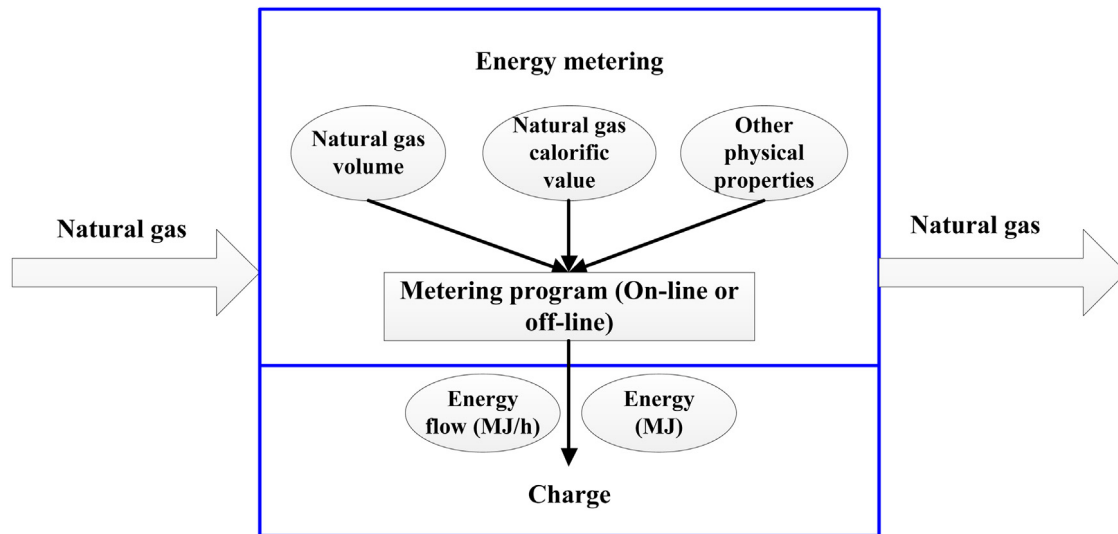 Energy metering
Natural gas
volume
Natural gas
calorific
value
Other
physical
properties
Natural gas
Natural gas
Metering program (On-line or
off-line)
Energy
flow (MJ/h)
Energy
(MJ)
Charge